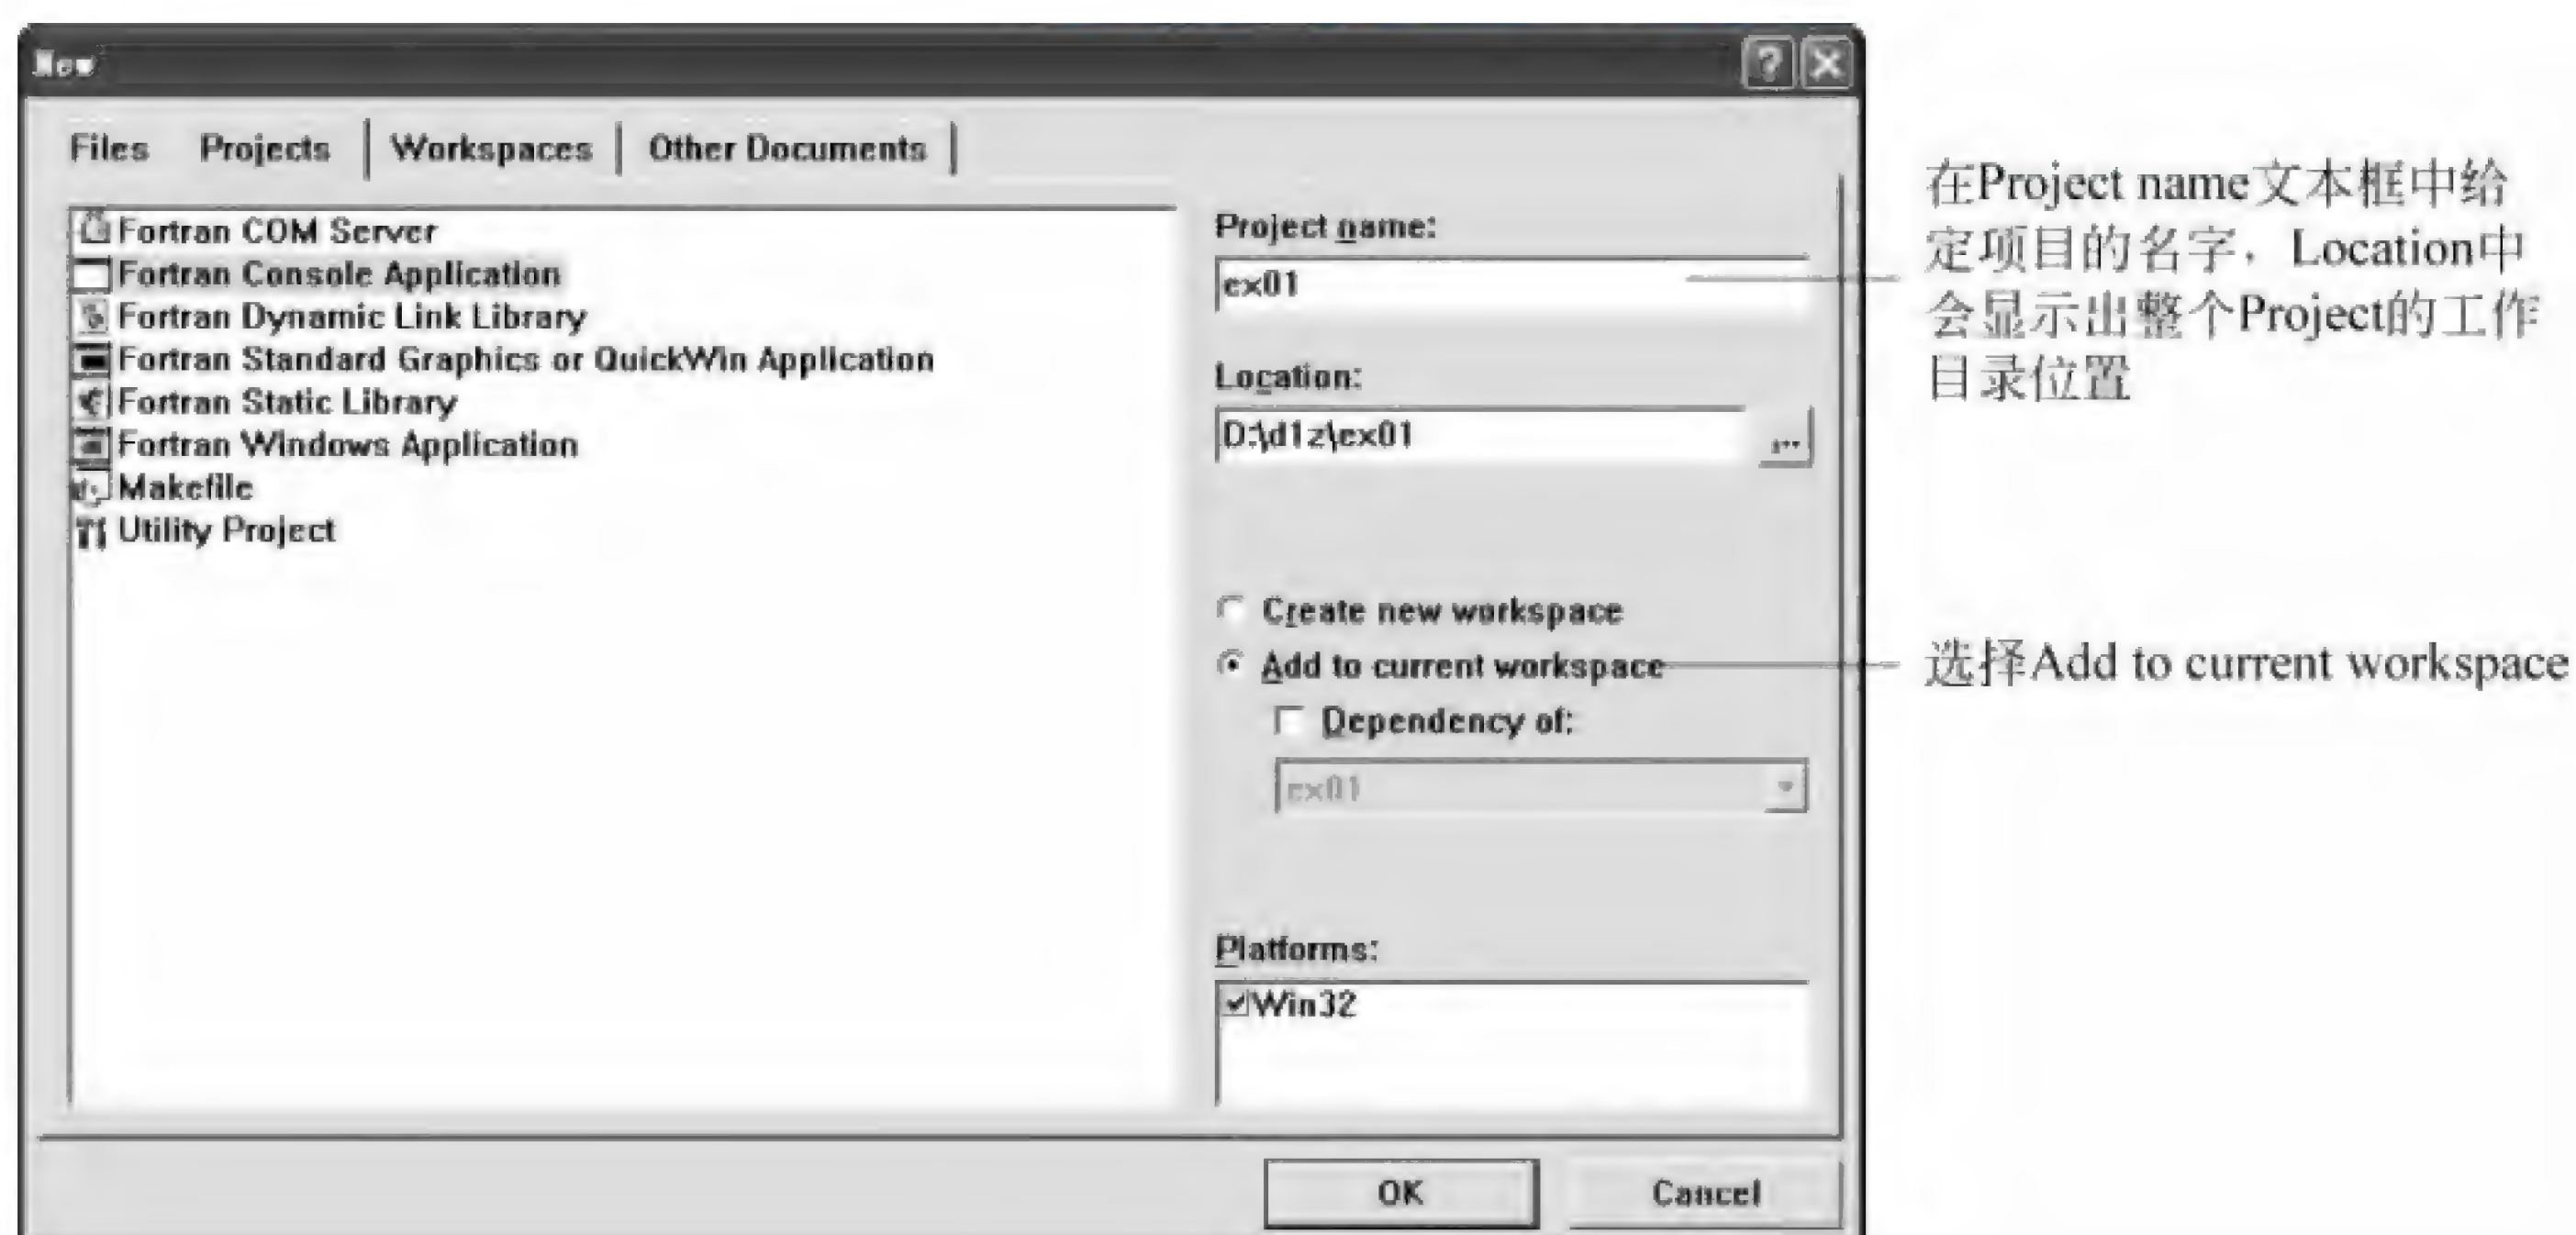 New
Files Projects Workspaces Other Documents
Fortran COM Server
Fortran Console Application
Fortran Dynamic Link Library
Fortran Standard Graphics or QuickWin Application
Fortran Static Library
Fortran Windows Application
Makefile
Utility Project
Project name:
ex01
Location:
D:\d1z\ex01
...
Create new workspace
Add to current workspace
Dependency of:
ex01
Platforms:
Win32
OK Cancel
在Project name文本框中给
定项目的名字，Location中
会显示出整个Project的工作
目录位置
选择Add to current workspace